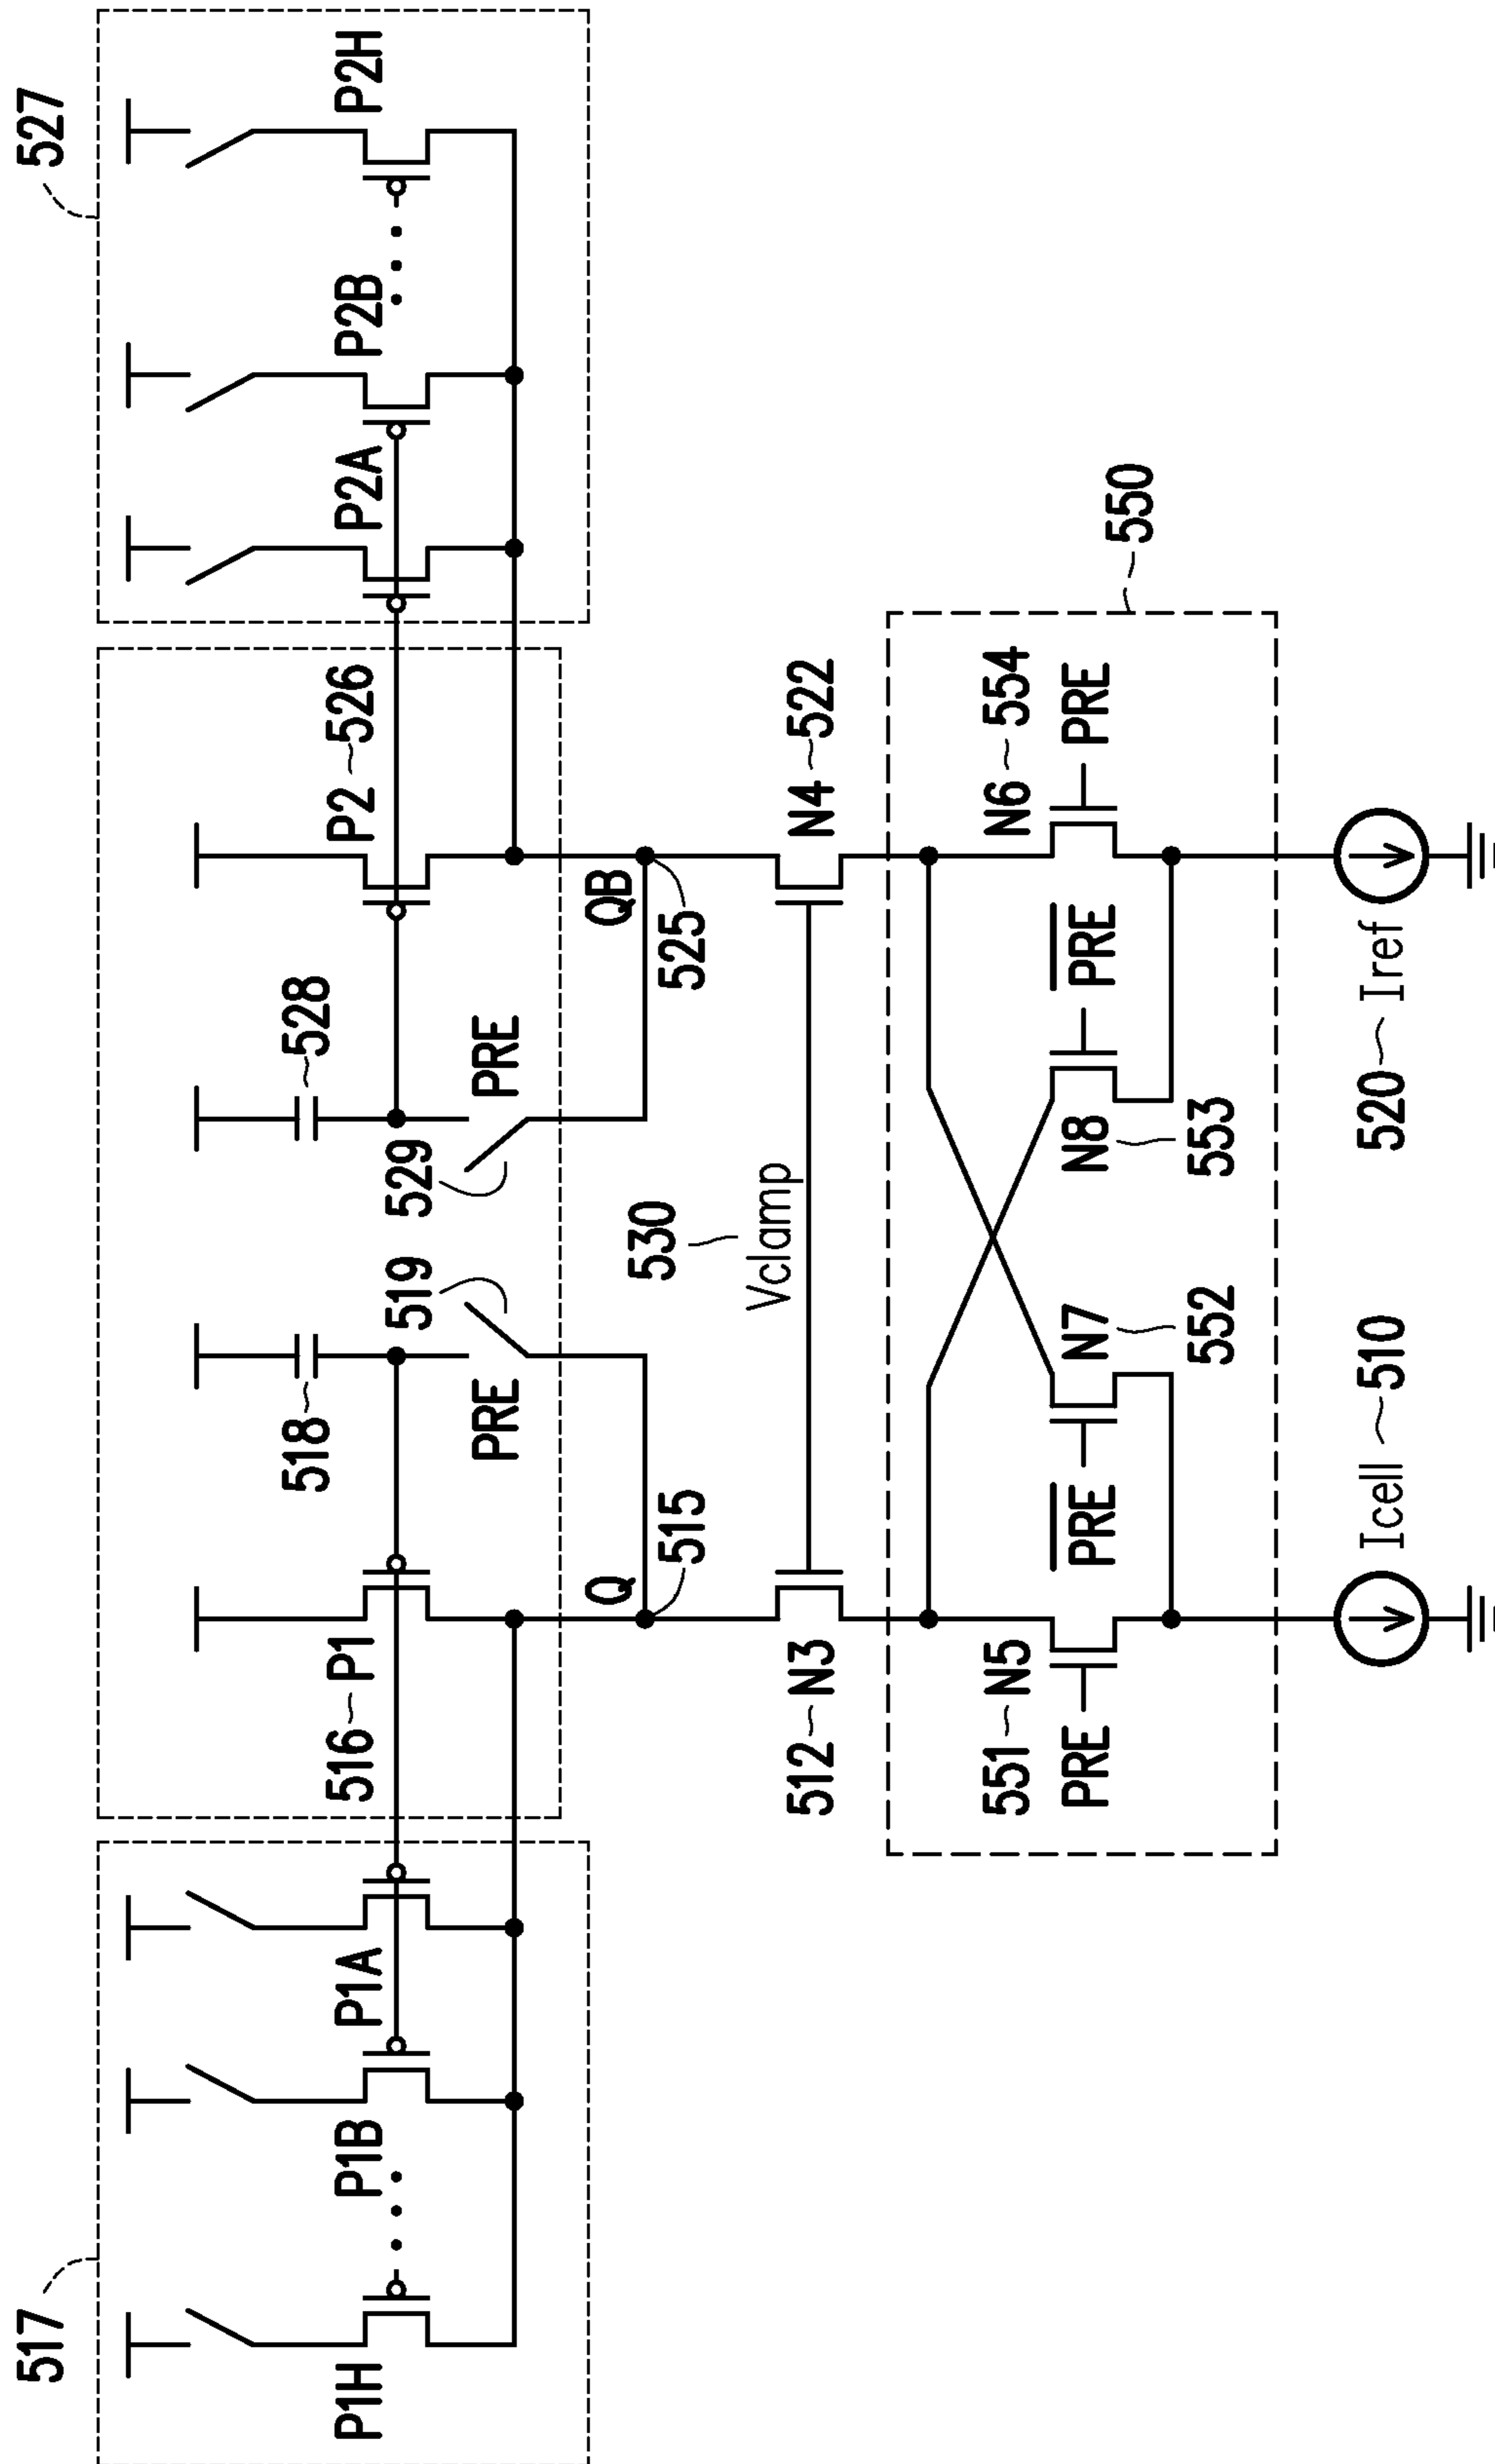 517
527
P1H
P1B
P1A
516 P1
518
519
PRE
529
528
PRE
P2 526
P2A
P2B
P2H
Q
515
QB
525
530
Vclamp
512 N3
N4 522
550
551 N5
PRE
PRE
N7
552
N8
553
PRE
N6 554
PRE
Icell 510
520 Iref